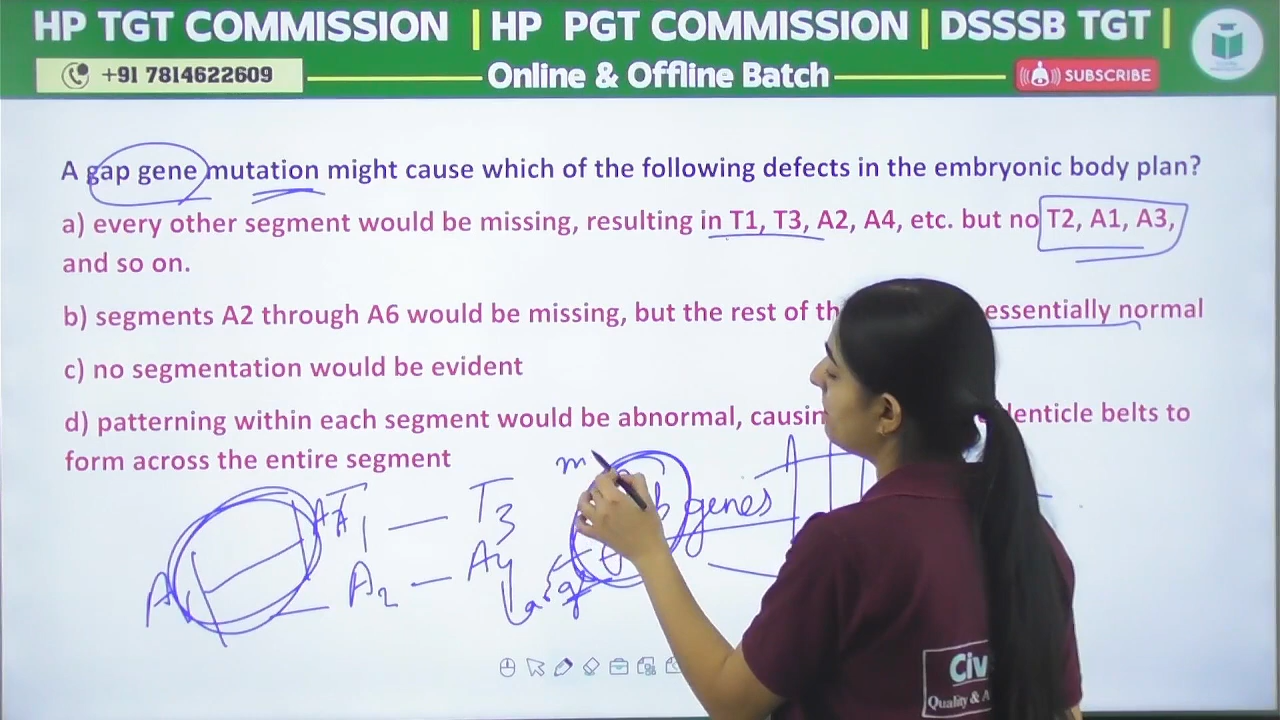 HP TGT COMMISSION | HP PGT COMMISSION | DSSSB TGT |
+91 7814622609
Online & Offline Batch
SUBSCRIBE
A gap gene mutation might cause which of the following defects in the embryonic body plan?
a) every other segment would be missing, resulting in T1, T3, A2, A4, etc. but no T2, A1, A3,
and so on.
b) segments A2 through A6 would be missing, but the rest of essentially normal
c) no segmentation would be evident
d) patterning within each segment would be abnormal, denticle belts to
form across the entire segment
T1 — T3
m
genes
A1
A2 — A4
Civ
Quality & A